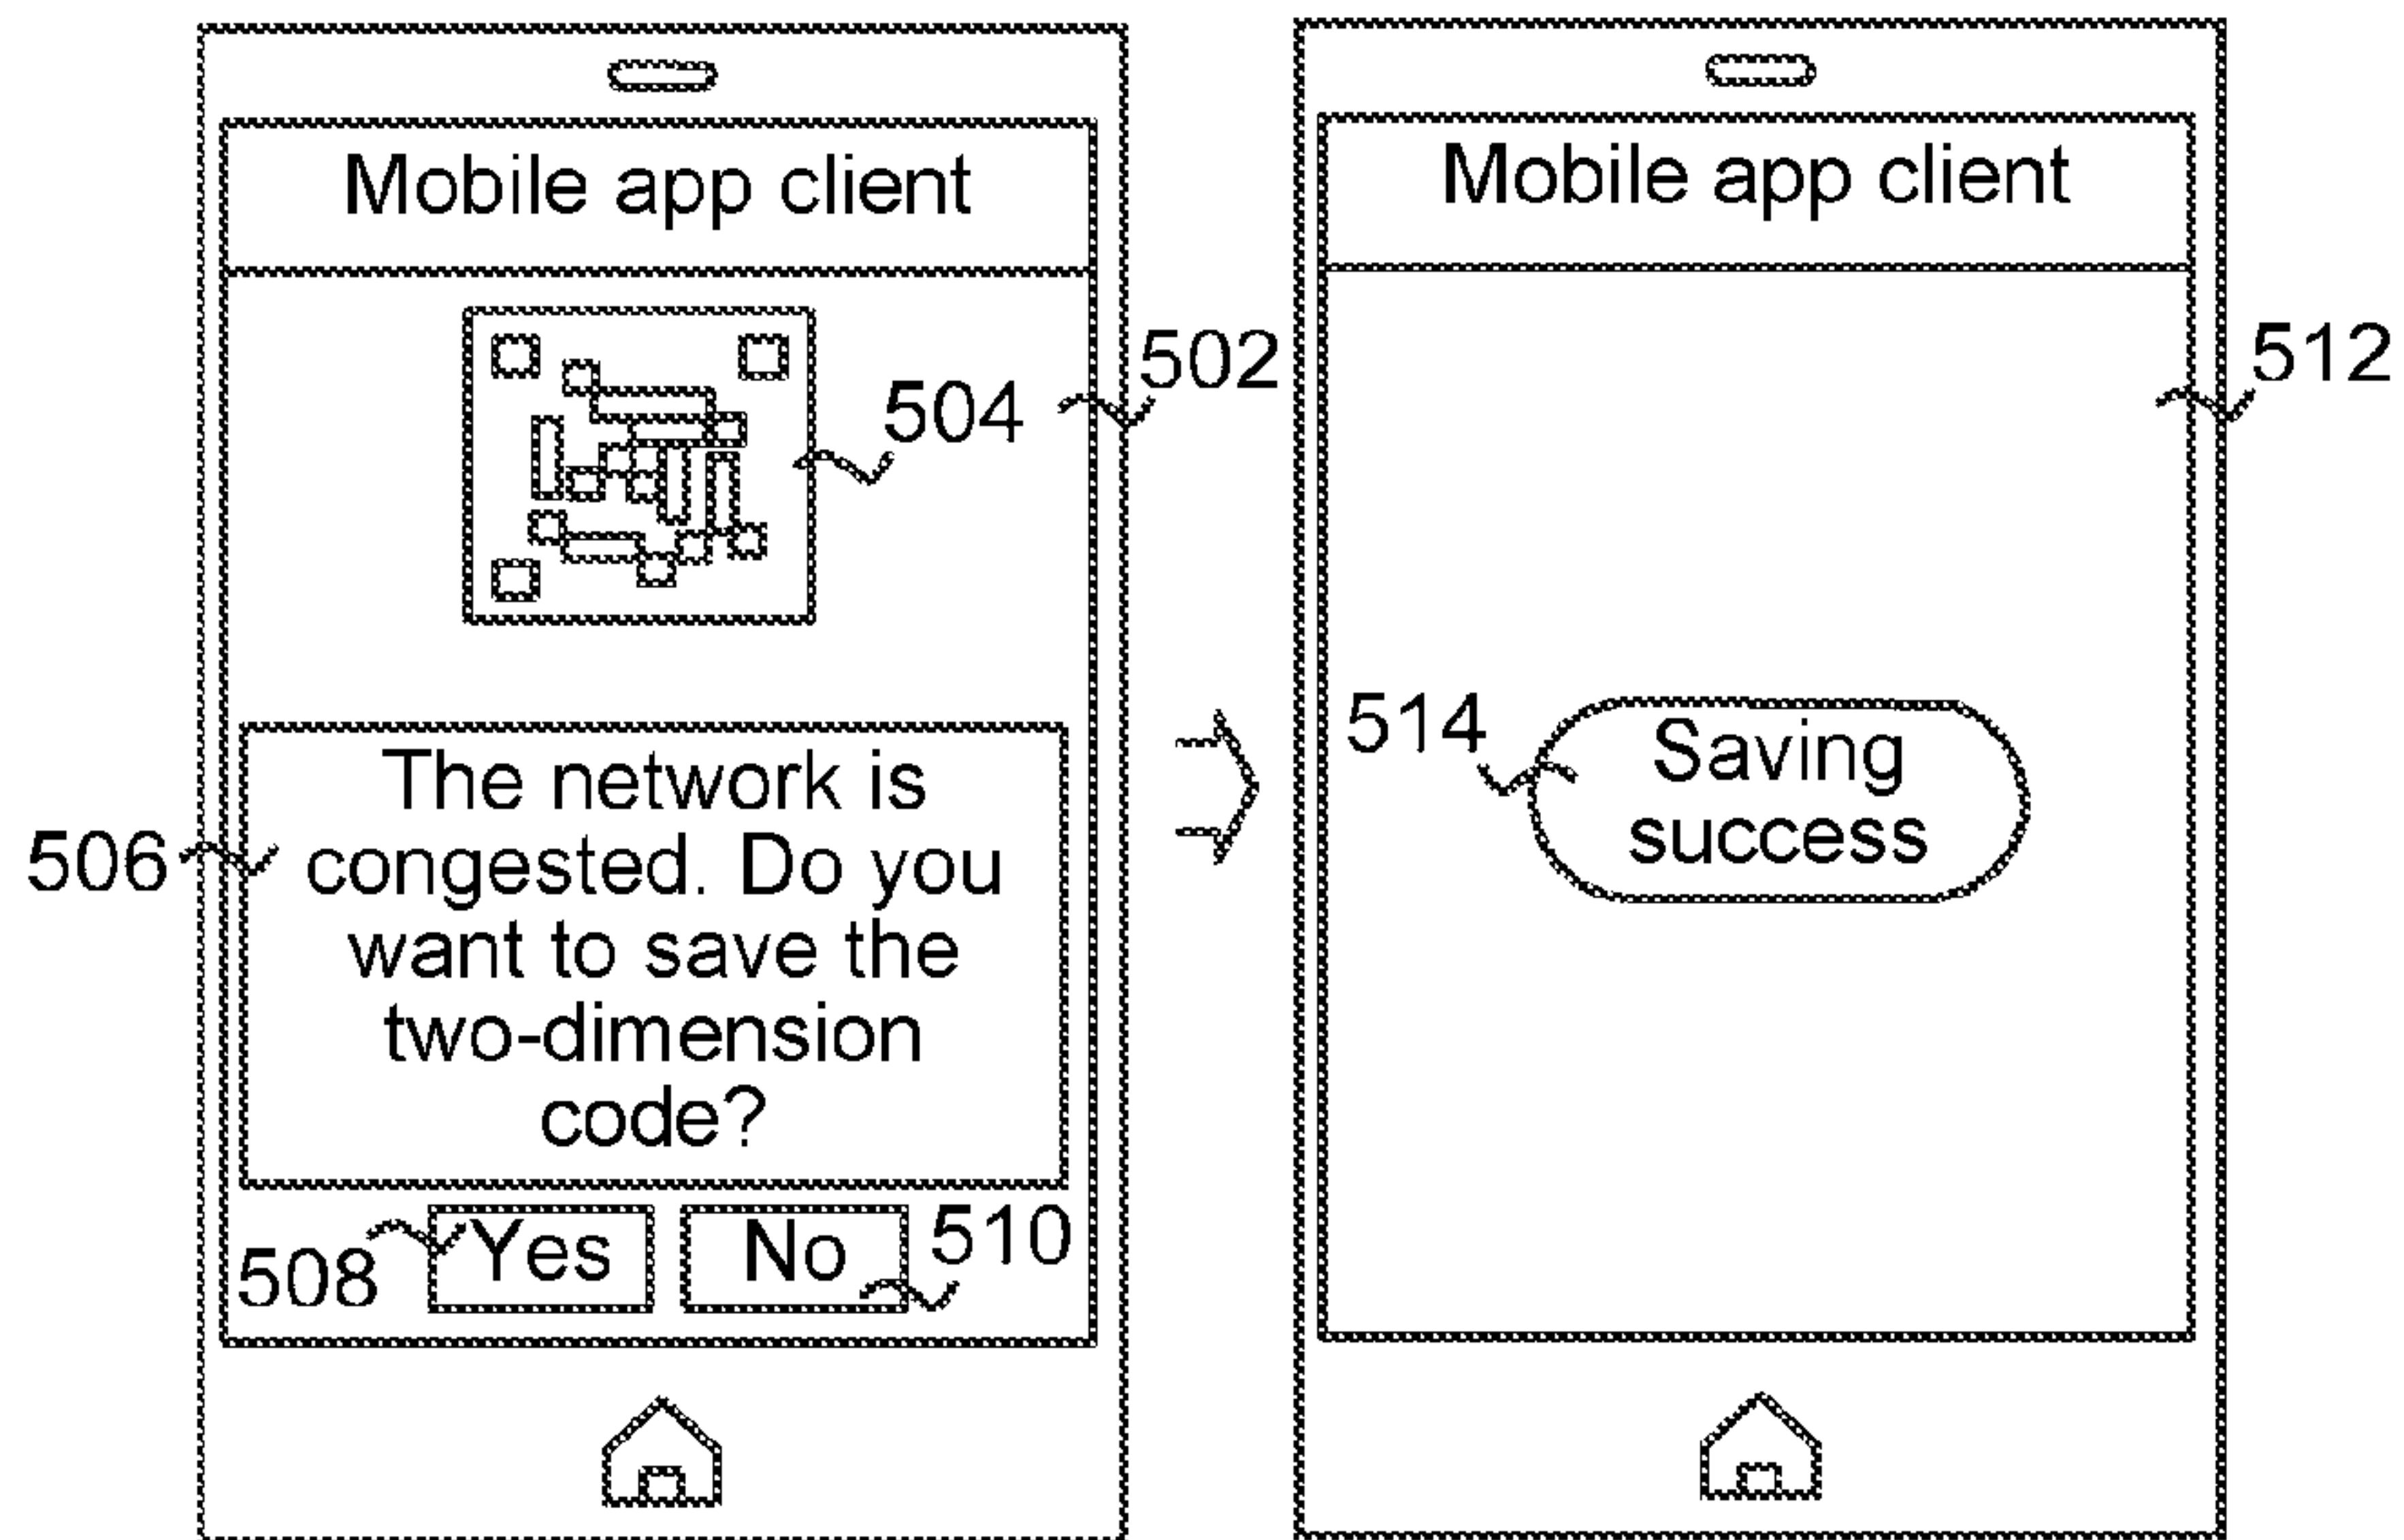 Mobile app client
504
502
506
The network is
congested. Do you
want to save the
two-dimension
code?
508
Yes
No
510
Mobile app client
512
514
Saving
success